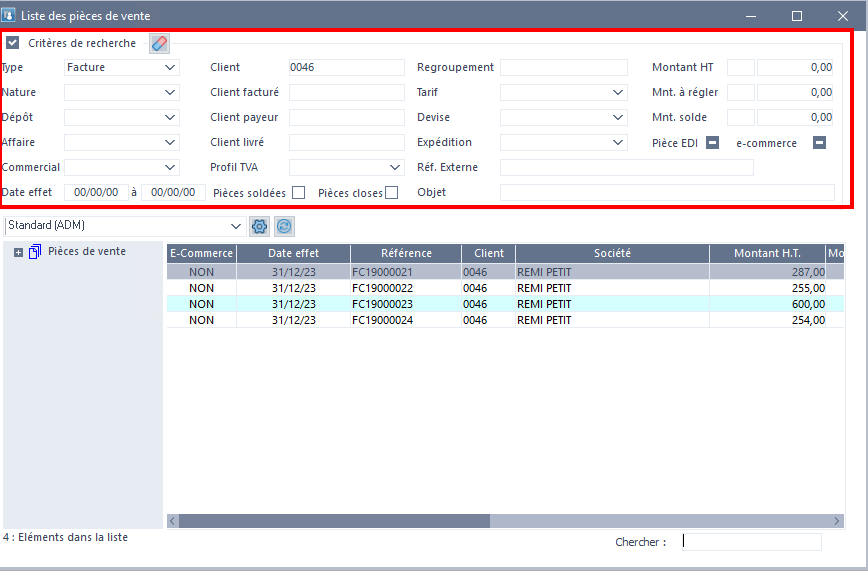 Liste des pièces de vente
Critères de recherche
Type Facture Client 0046 Regroupement Montant HT 0,00
Nature Client facturé Tarif Mnt. à régler 0,00
Dépôt Client payeur Devise Mnt. solde 0,00
Affaire Client livré Expédition Pièce EDI e-commerce
Commercial Profil TVA Réf. Externe
Date effet 00/00/00 à 00/00/00 Pièces soldées Pièces closes Objet
Standard (ADM)
Pièces de vente
E-Commerce Date effet Référence Client Société Montant H.T. Mo
NON 31/12/23 FC19000021 0046 REMI PETIT 287,00
NON 31/12/23 FC19000022 0046 REMI PETIT 255,00
NON 31/12/23 FC19000023 0046 REMI PETIT 600,00
NON 31/12/23 FC19000024 0046 REMI PETIT 254,00
4 : Eléments dans la liste
Chercher :